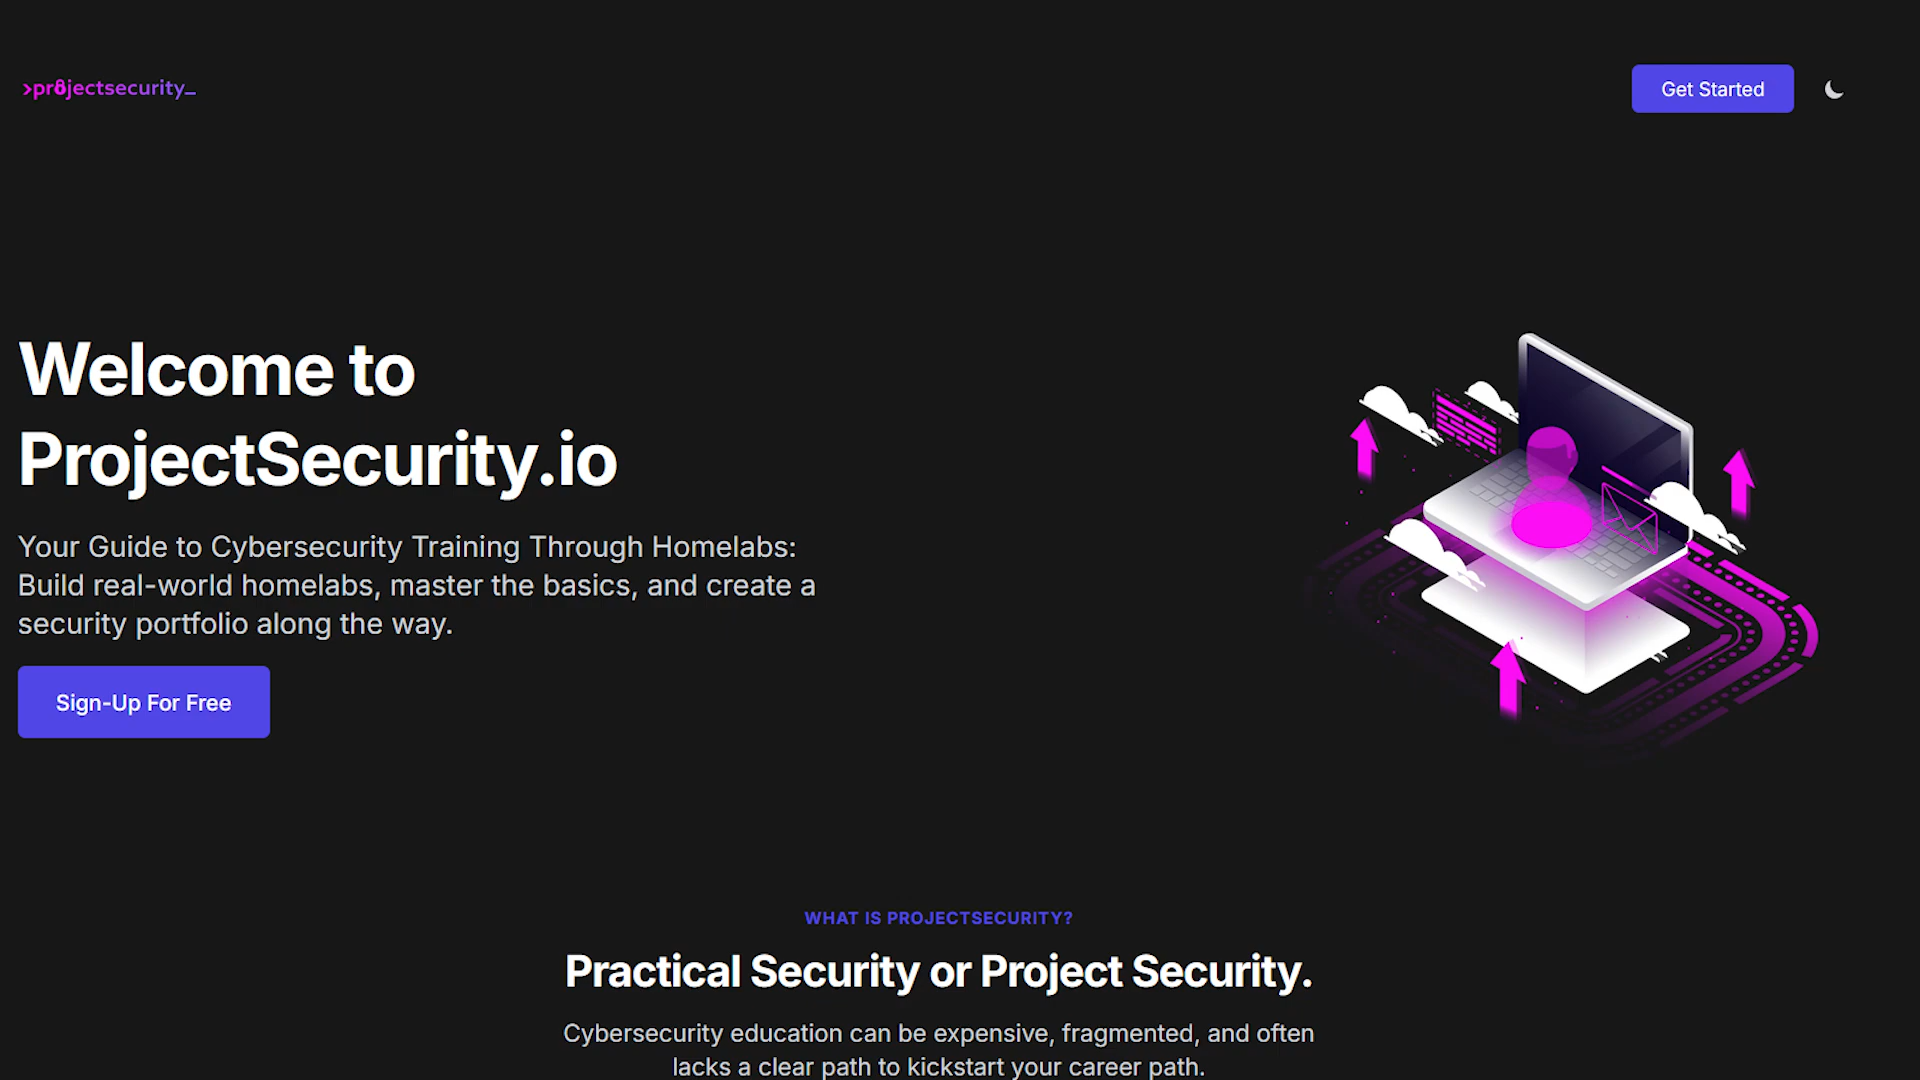 >projectsecurity_
Get Started
Welcome to
ProjectSecurity.io
Your Guide to Cybersecurity Training Through Homelabs:
Build real-world homelabs, master the basics, and create a
security portfolio along the way.
Sign-Up For Free
WHAT IS PROJECTSECURITY?
Practical Security or Project Security.
Cybersecurity education can be expensive, fragmented, and often
lacks a clear path to kickstart your career path.